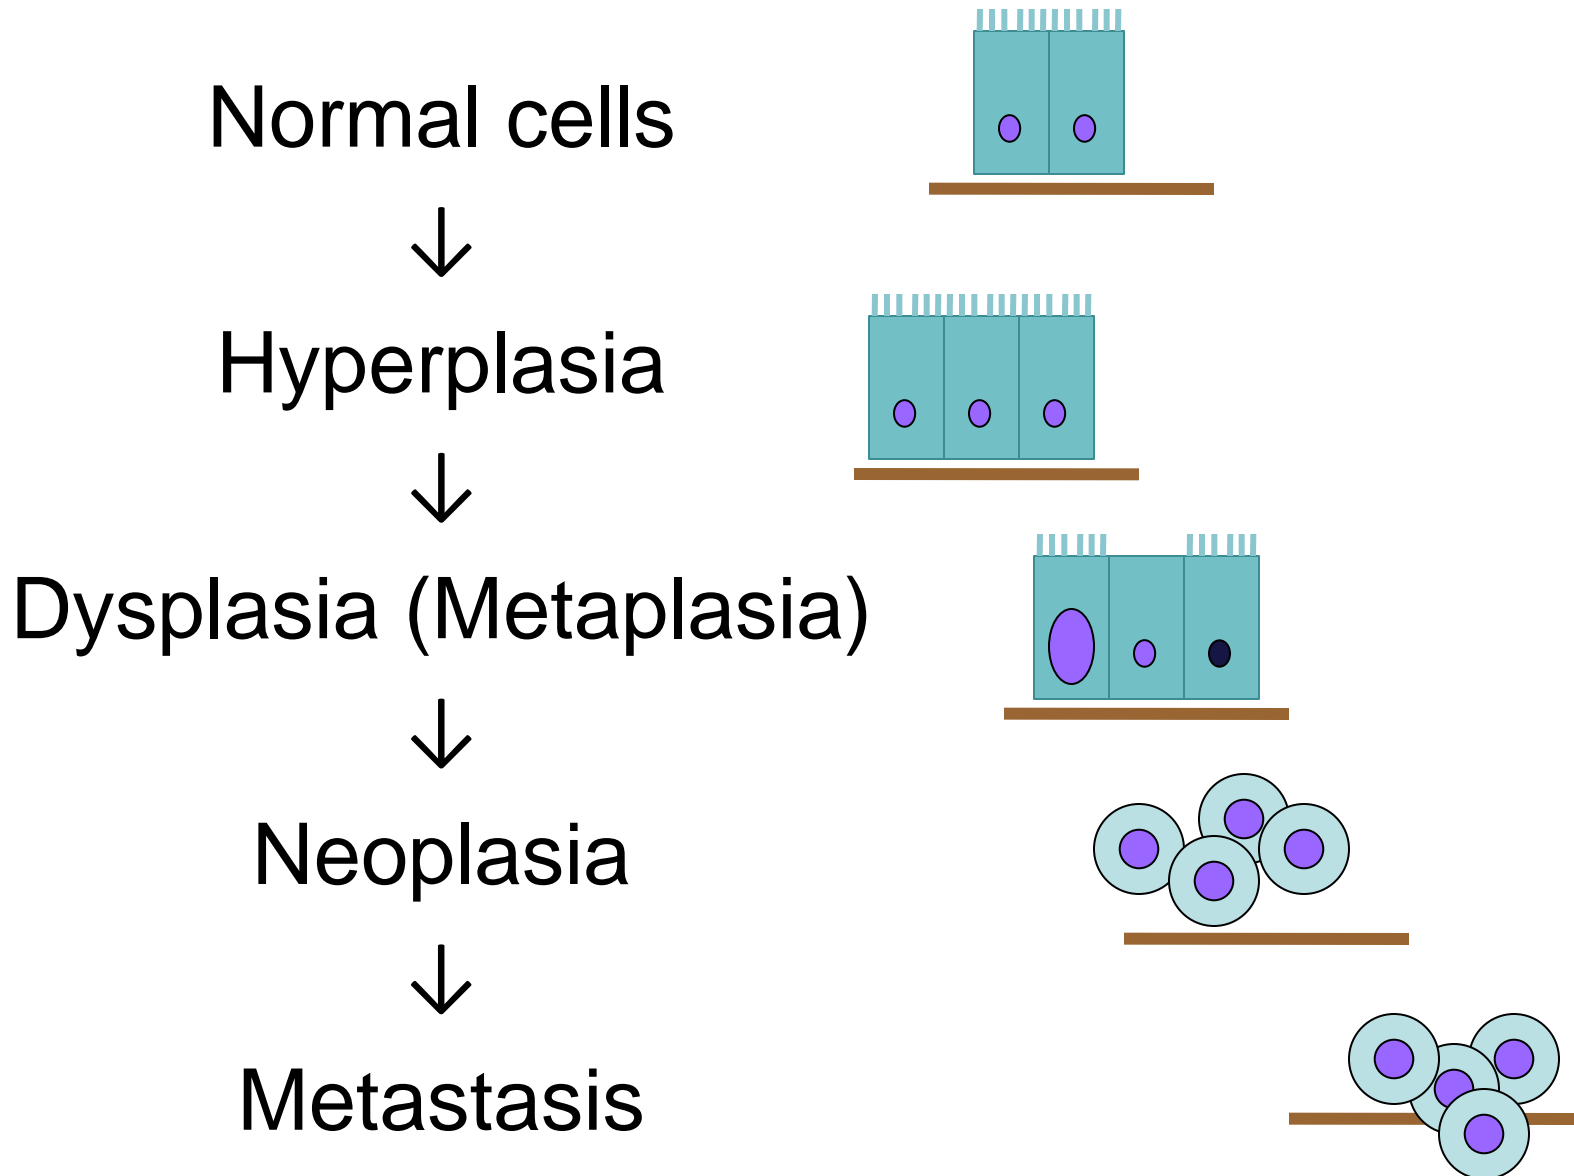 Normal cells
↓
Hyperplasia
↓
Dysplasia (Metaplasia)
↓
Neoplasia
↓
Metastasis